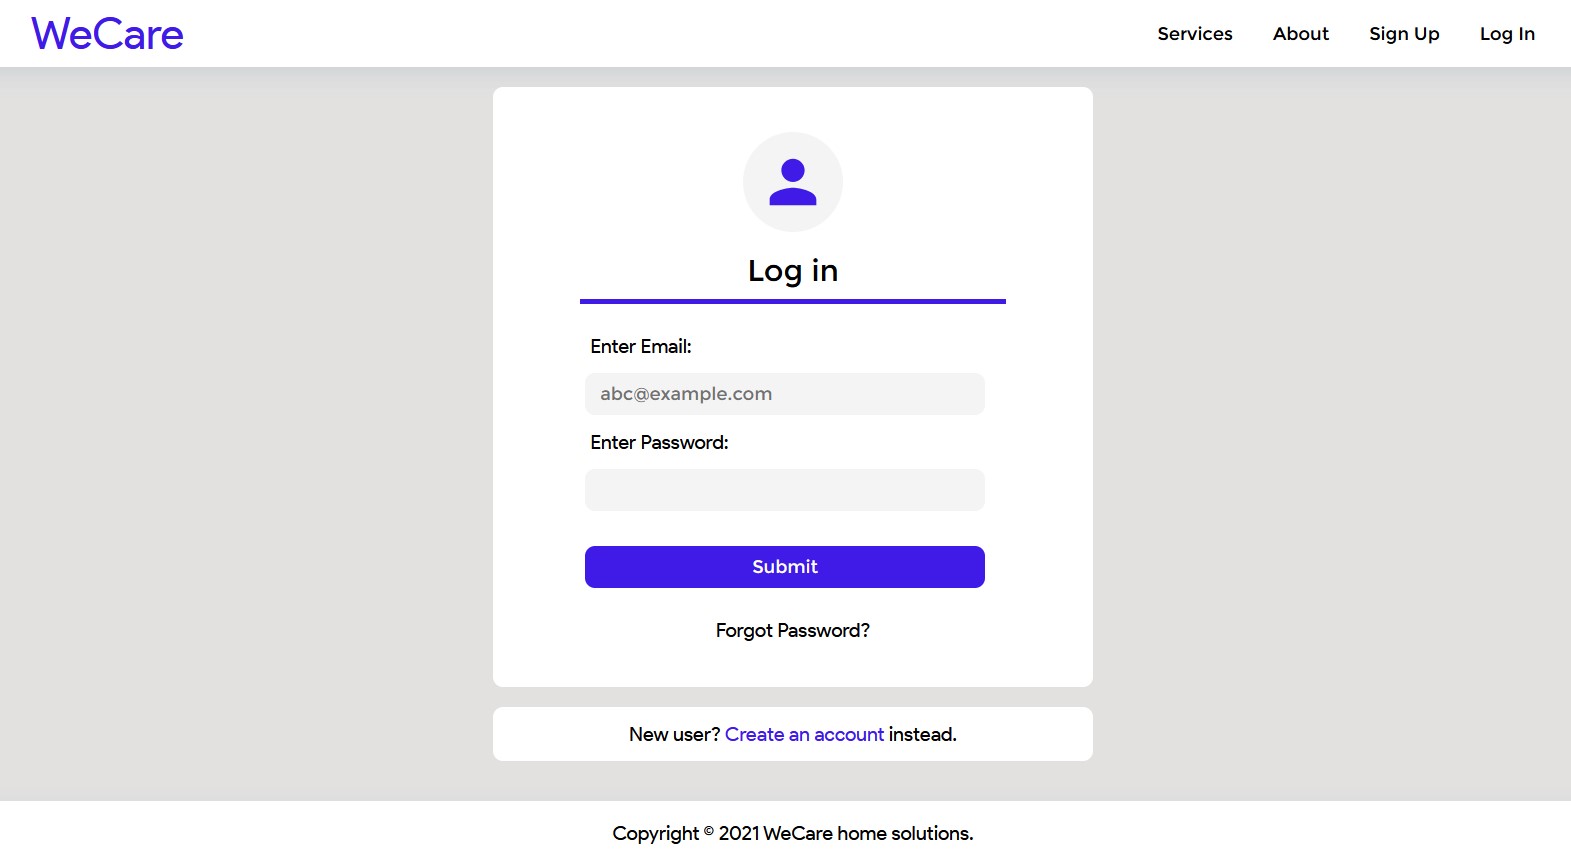 WeCare
Services About Sign Up Log In
Log in
Enter Email:
abc@example.com
Enter Password:
Submit
Forgot Password?
New user? Create an account instead.
Copyright © 2021 WeCare home solutions.